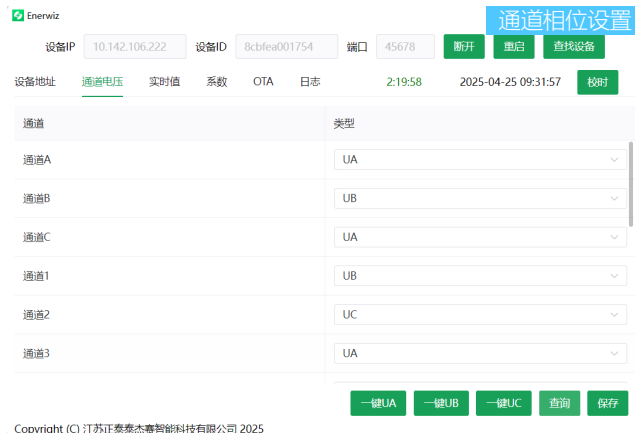 Enerwiz
通道相位设置
设备IP 10.142.106.222 设备ID 8cbfea001754 端口 45678 断开 重启 查找设备
设备地址 通道电压 实时值 系数 OTA 日志 2:19:58 2025-04-25 09:31:57 校时
通道 类型
通道A UA
通道B UB
通道C UA
通道1 UB
通道2 UC
通道3 UA
一键UA 一键UB 一键UC 查询 保存
Copyright (C) 江苏正泰泰杰赛智能科技有限公司 2025